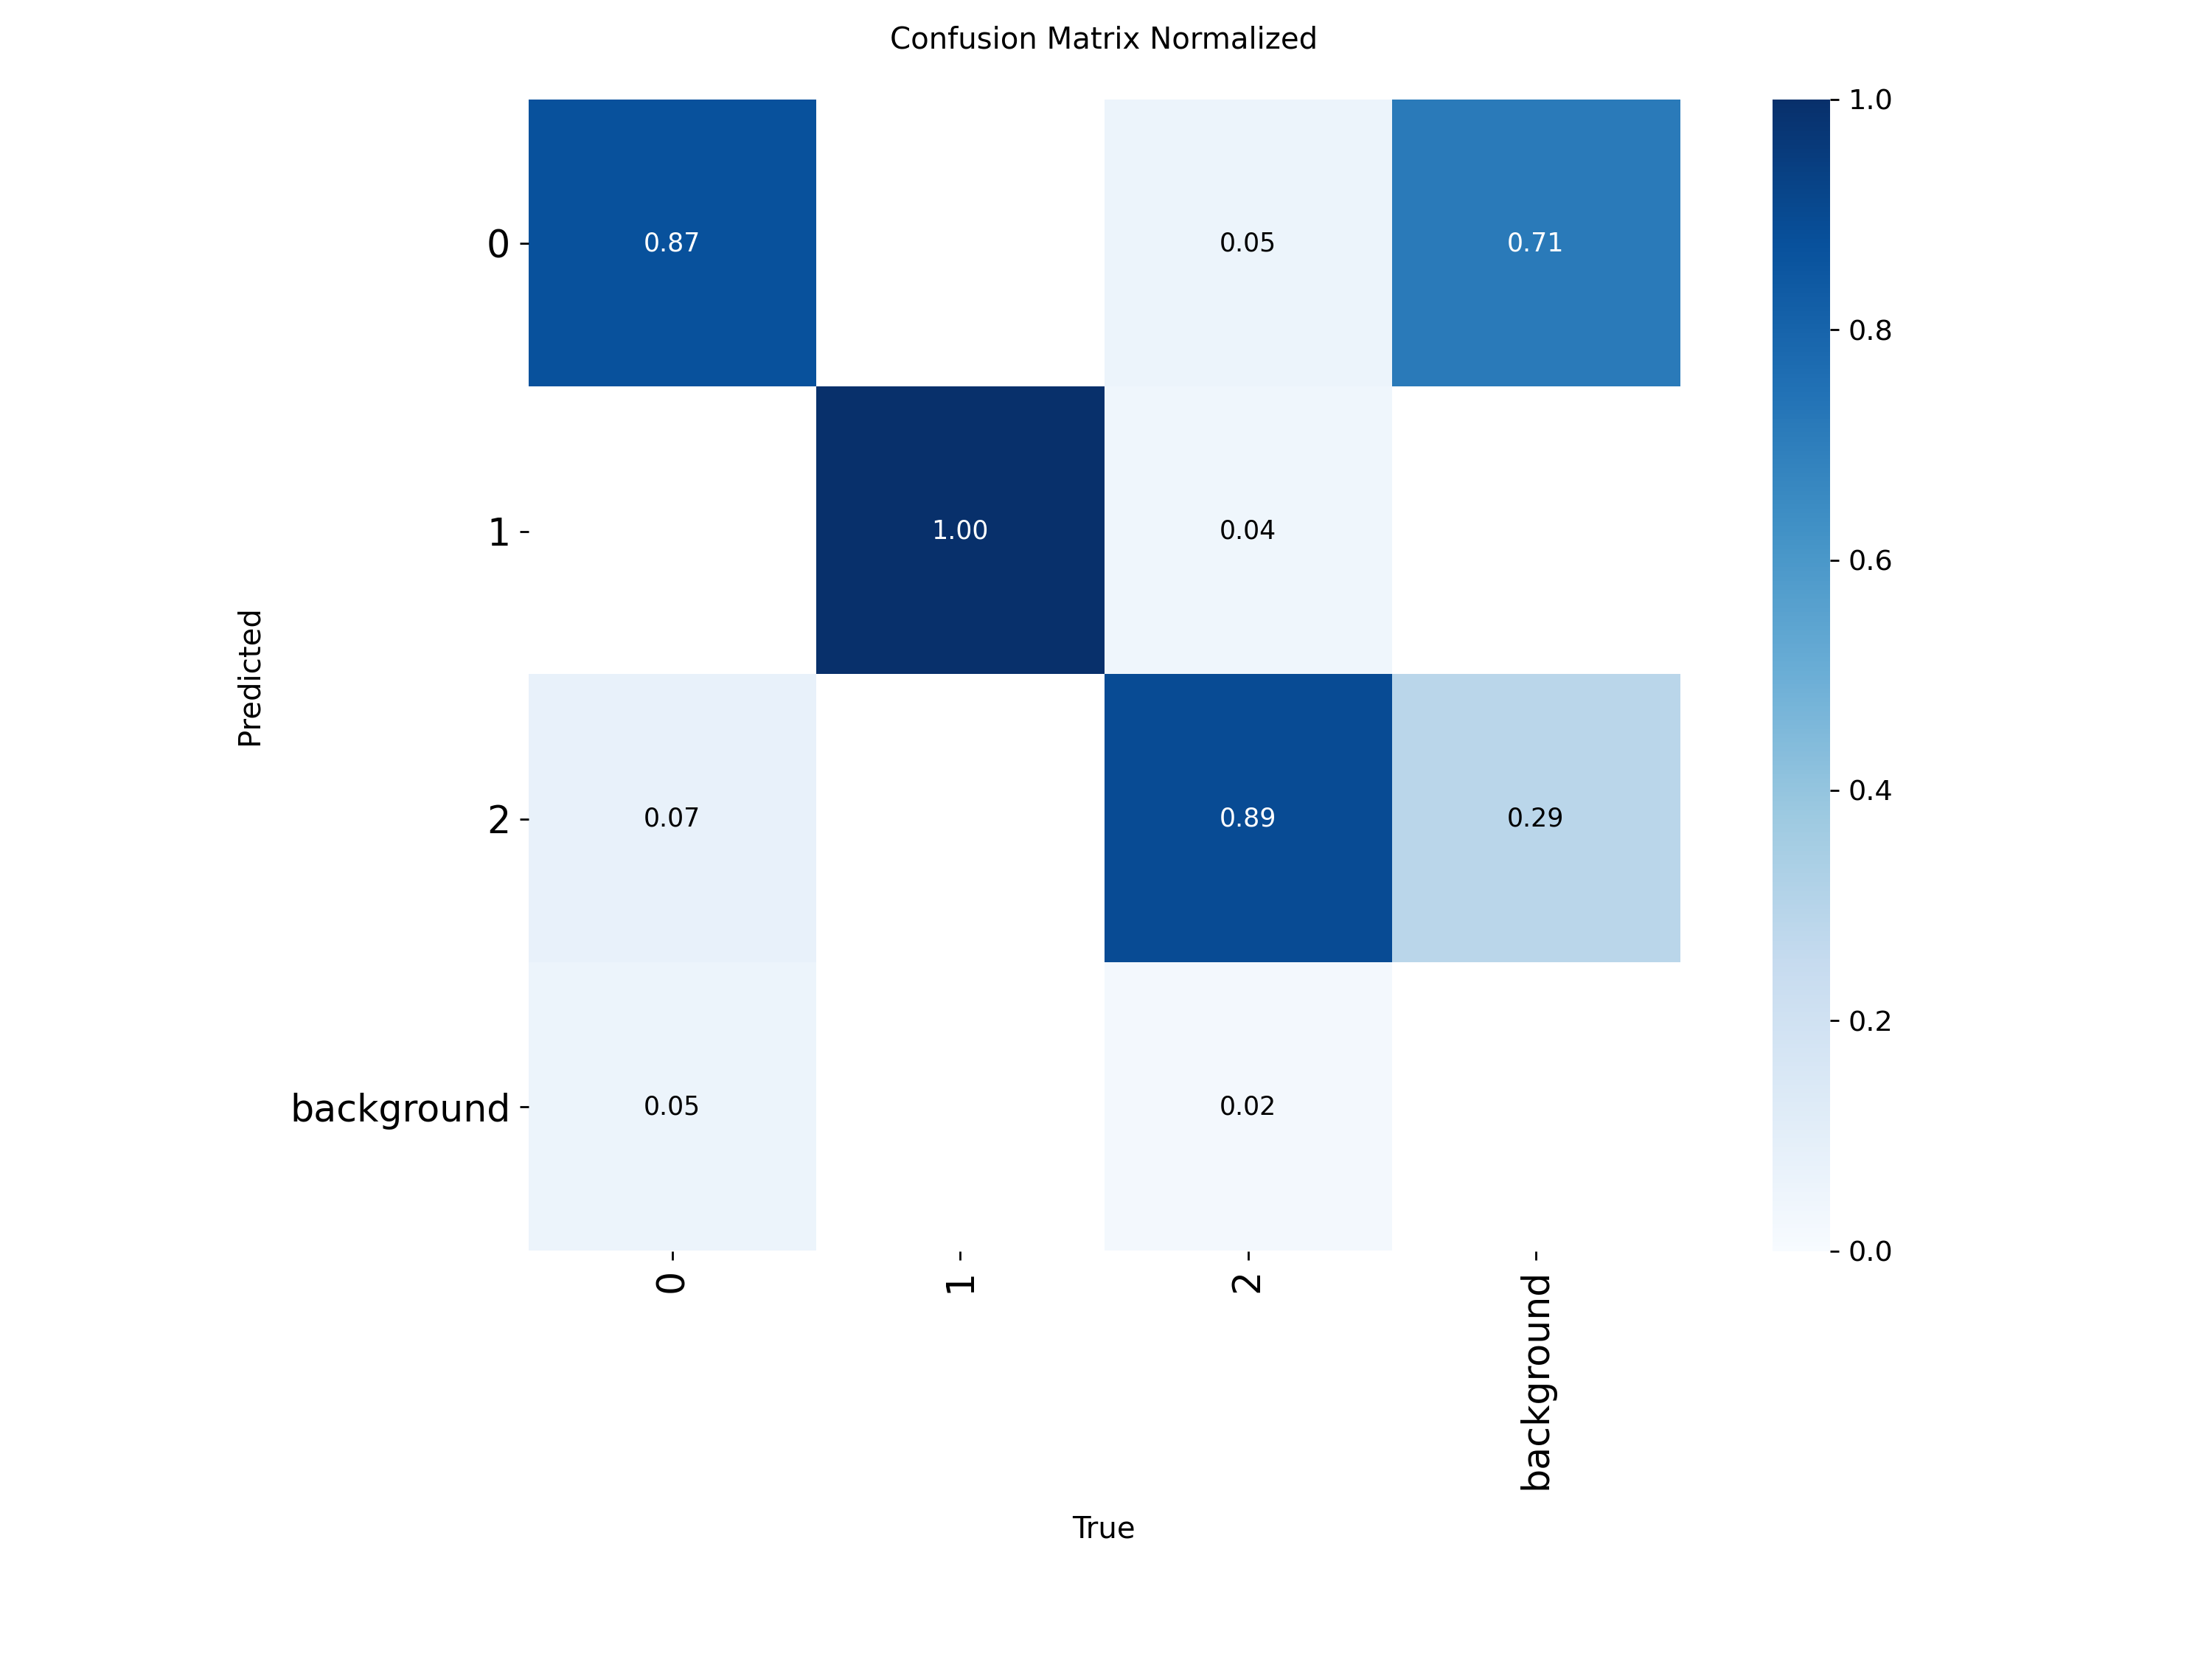 Confusion Matrix Normalized
1.0
0 0.87 0.05 0.71
0.8
1 1.00 0.04
0.6
Predicted
2 0.07 0.89 0.29
0.4
0.2
background 0.05 0.02
0.0
0 1 2 background
True